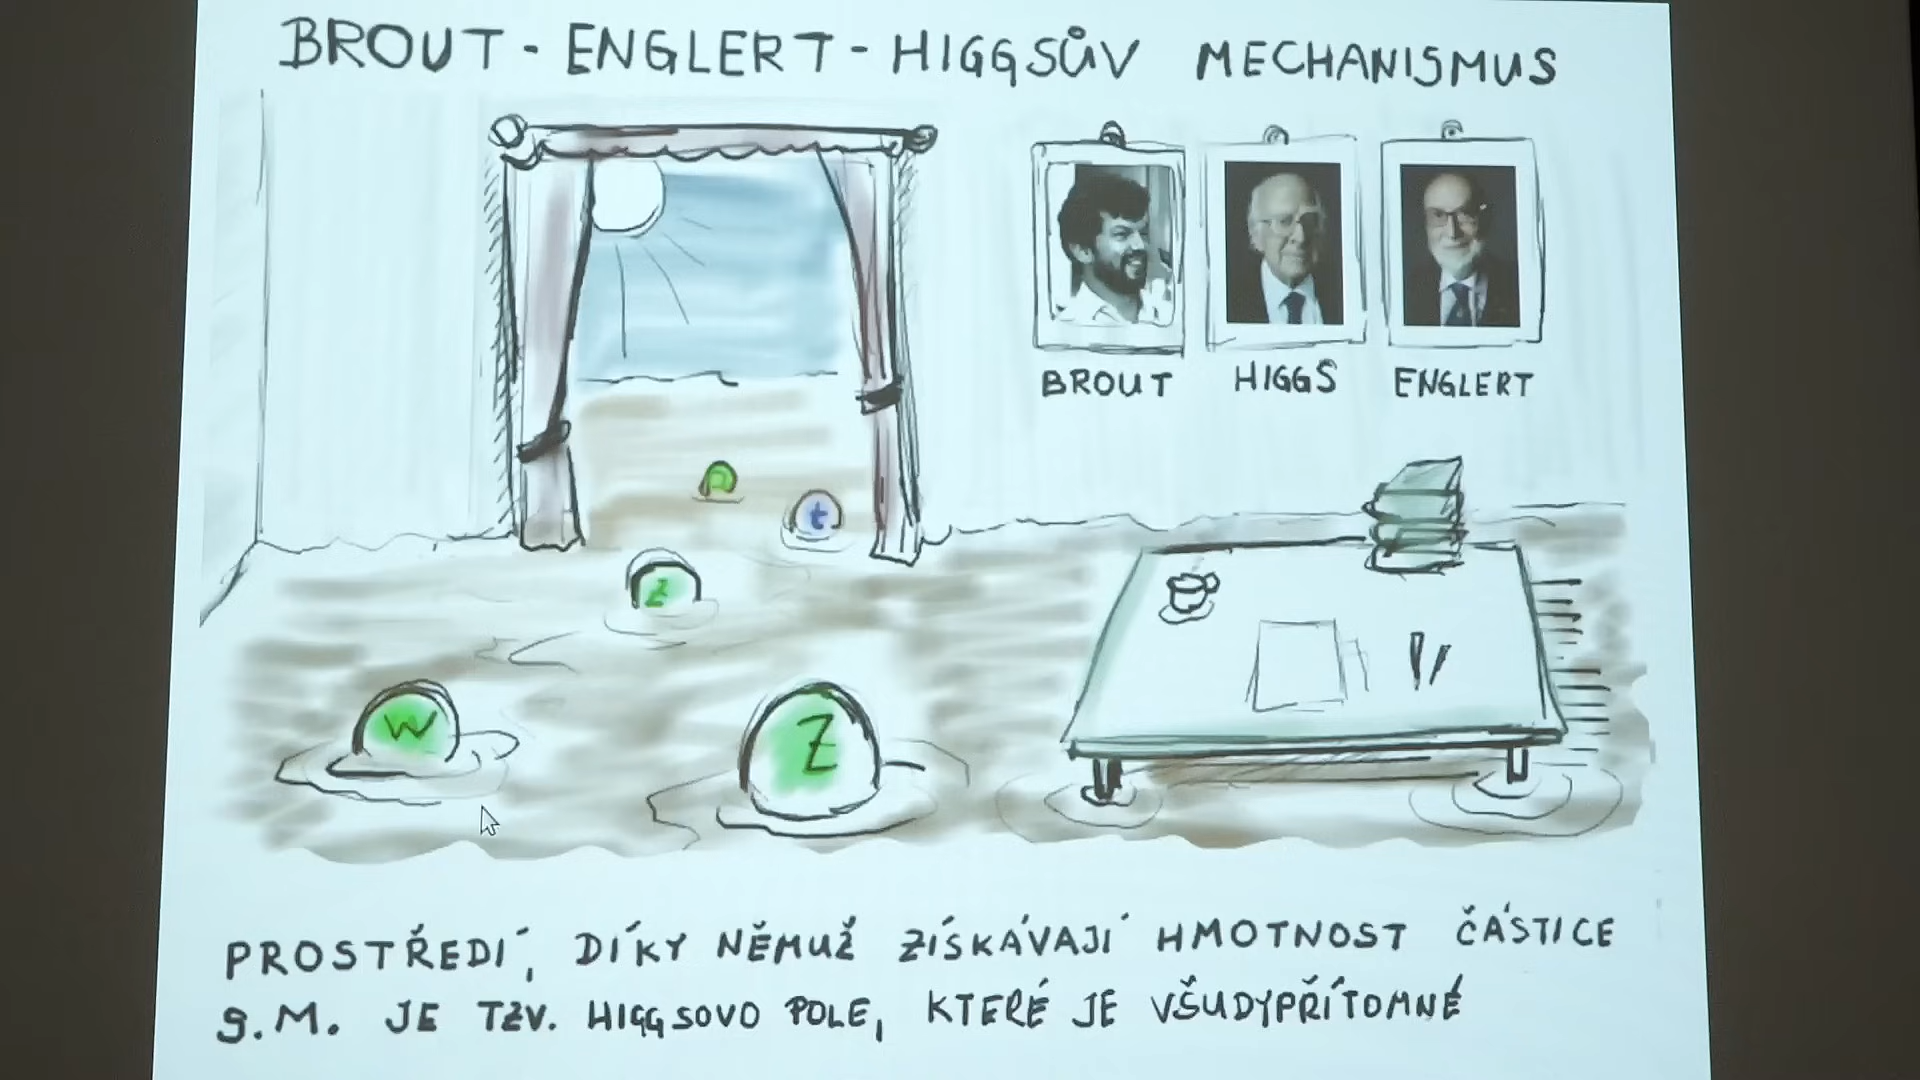 BROUT - ENGLERT - HIGGSŮV MECHANISMUS
BROUT HIGGS ENGLERT
t
Z
W
Z
PROSTŘEDÍ, DÍKY NĚMUŽ ZÍSKÁVAJÍ HMOTNOST ČÁSTICE
S.M. JE TZV. HIGGSOVO POLE, KTERÉ JE VŠUDYPŘÍTOMNÉ